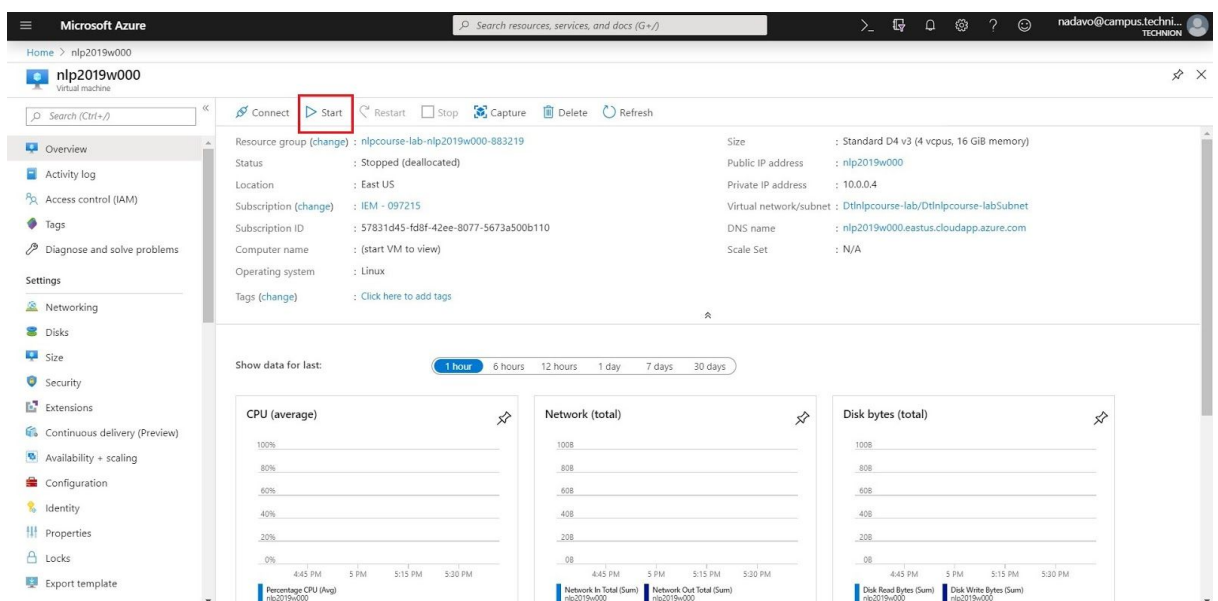 Microsoft Azure
Search resources, services, and docs (G+/)
nadavo@campus.techni...
TECHNION
Home > nlp2019w000
nlp2019w000
Virtual machine
Search (Ctrl+/)
Connect Start Restart Stop Capture Delete Refresh
Overview
Activity log
Access control (IAM)
Tags
Diagnose and solve problems
Settings
Networking
Disks
Size
Security
Extensions
Continuous delivery (Preview)
Availability + scaling
Configuration
Identity
Properties
Locks
Export template
Resource group (change) : nlpcourse-lab-nlp2019w000-883219
Status : Stopped (deallocated)
Location : East US
Subscription (change) : IEM - 097215
Subscription ID : 57831d45-fd8f-42ee-8077-5673a500b110
Computer name : (start VM to view)
Operating system : Linux
Tags (change) : Click here to add tags
Size : Standard D4 v3 (4 vcpus, 16 GiB memory)
Public IP address : nlp2019w000
Private IP address : 10.0.0.4
Virtual network/subnet : Dtlnlpcourse-lab/Dtlnlpcourse-labSubnet
DNS name : nlp2019w000.eastus.cloudapp.azure.com
Scale Set : N/A
Show data for last: 1 hour 6 hours 12 hours 1 day 7 days 30 days
CPU (average)
100%
80%
60%
40%
20%
0%
4:45 PM 5 PM 5:15 PM 5:30 PM
Percentage CPU (Avg)
nlp2019w000
Network (total)
100B
80B
60B
40B
20B
0B
4:45 PM 5 PM 5:15 PM 5:30 PM
Network In Total (Sum) Network Out Total (Sum)
nlp2019w000 nlp2019w000
Disk bytes (total)
100B
80B
60B
40B
20B
0B
4:45 PM 5 PM 5:15 PM 5:30 PM
Disk Read Bytes (Sum) Disk Write Bytes (Sum)
nlp2019w000 nlp2019w000